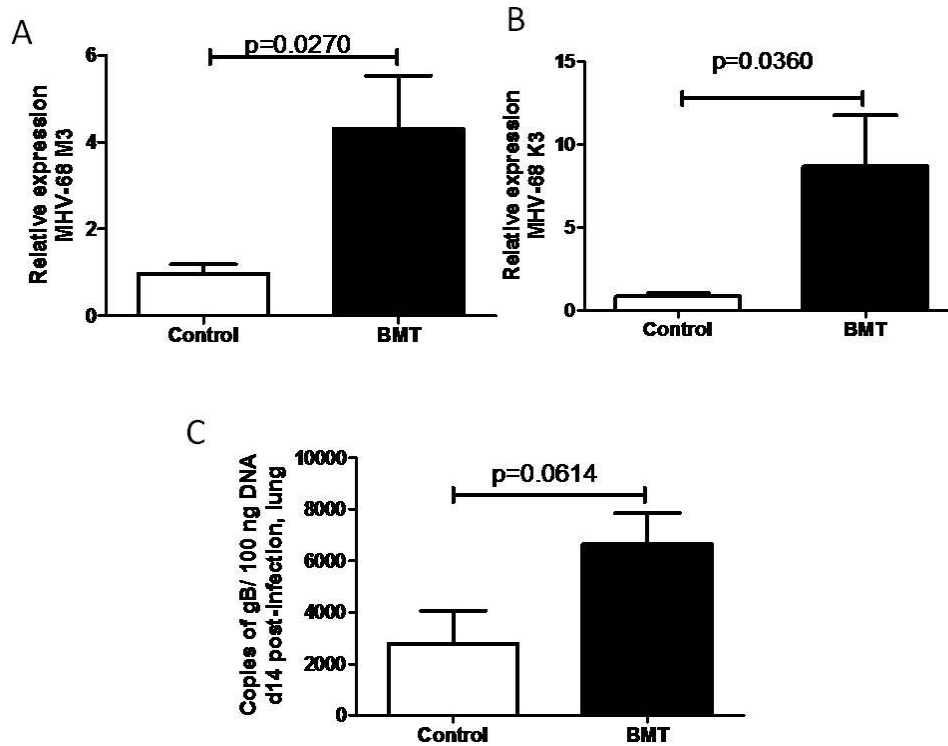 A
p=0.0270
Relative expression
MHV-68 M3
6
4
2
0
Control
BMT
B
p=0.0360
Relative expression
MHV-68 K3
15
10
5
0
Control
BMT
C
p=0.0614
Copies of gB/ 100 ng DNA
d14 post-infection, lung
10000
8000
6000
4000
2000
0
Control
BMT